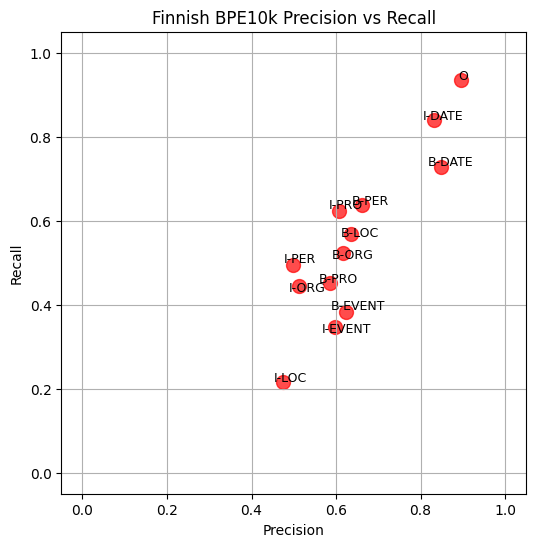 Finnish BPE10k Precision vs Recall
1.0
O
I-DATE
0.8
B-DATE
B-PER
I-PRO
0.6
B-LOC
B-ORG
I-PER
B-PRO
I-ORG
0.4
B-EVENT
I-EVENT
I-LOC
0.2
0.0
Recall
0.0 0.2 0.4 0.6 0.8 1.0
Precision